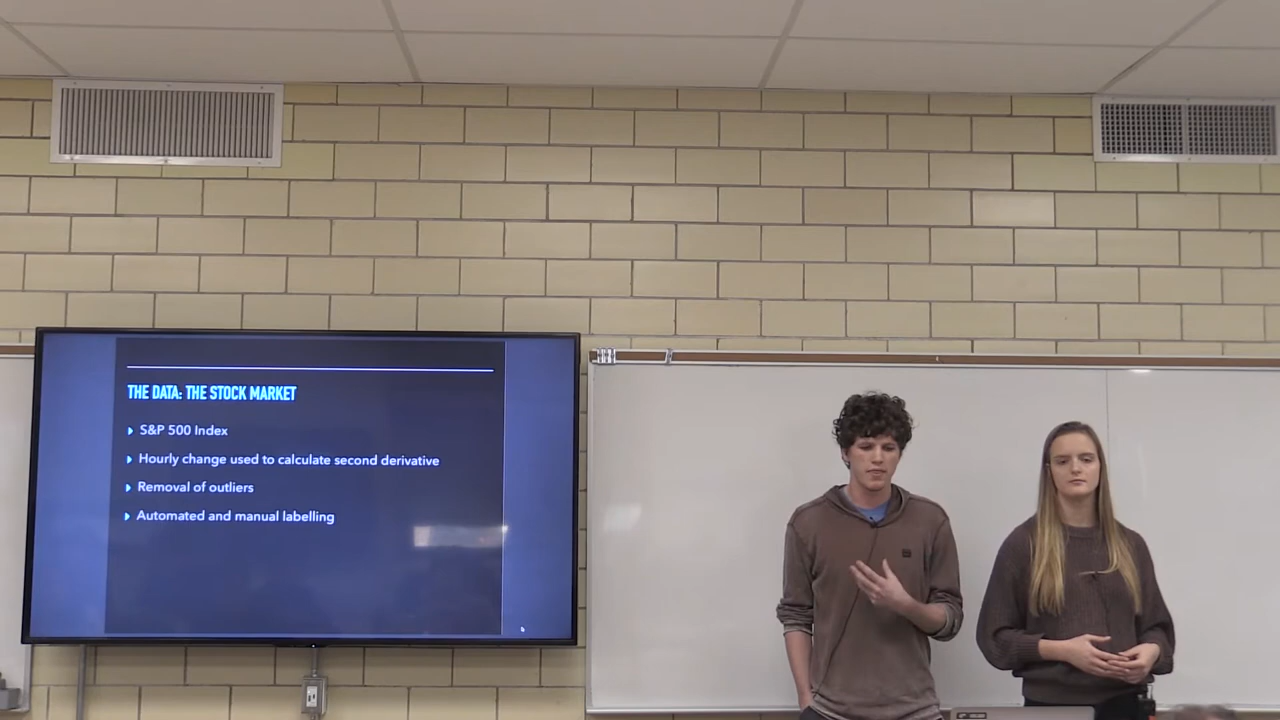 THE DATA: THE STOCK MARKET
S&P 500 Index
Hourly change used to calculate second derivative
Removal of outliers
Automated and manual labelling